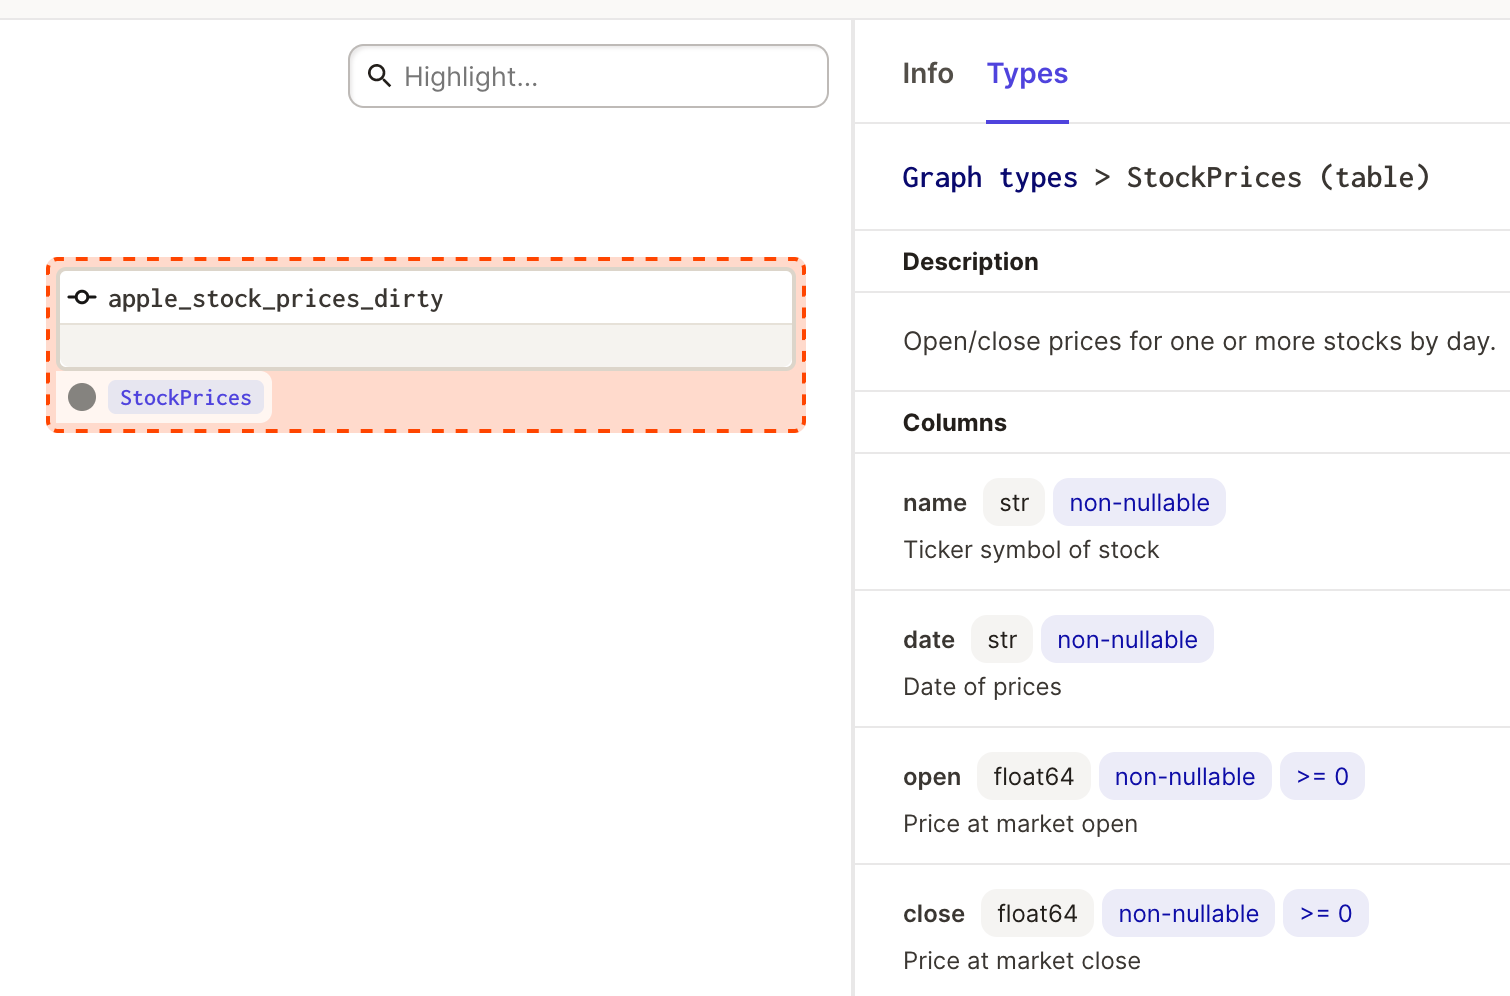 Highlight...
apple_stock_prices_dirty
StockPrices
Info Types
Graph types > StockPrices (table)
Description
Open/close prices for one or more stocks by day.
Columns
name str non-nullable
Ticker symbol of stock
date str non-nullable
Date of prices
open float64 non-nullable >= 0
Price at market open
close float64 non-nullable >= 0
Price at market close